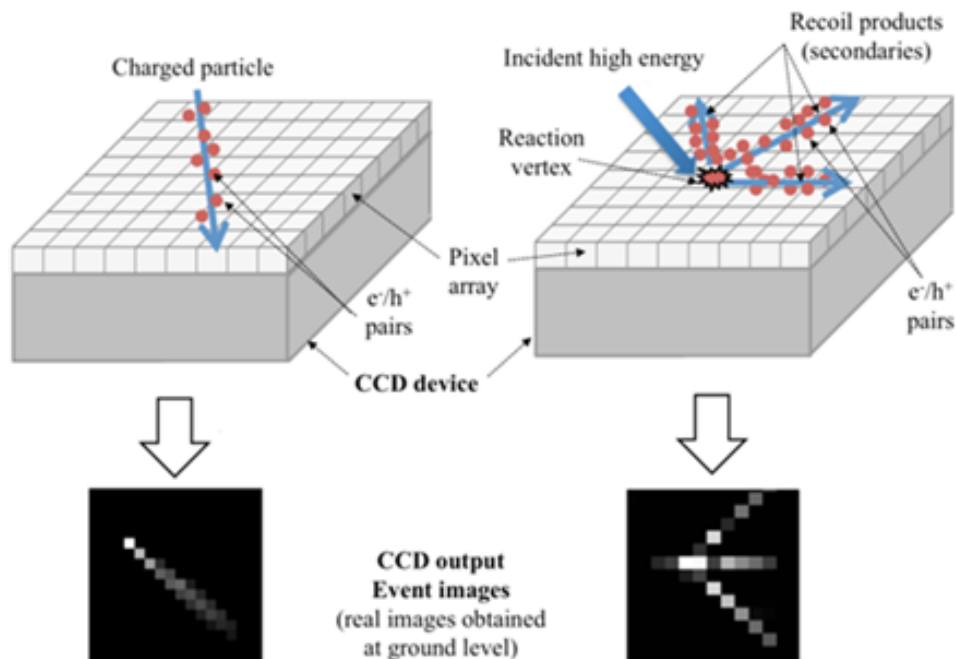 Charged particle
Incident high energy
Recoil products
(secondaries)
Reaction
vertex
Pixel
array
e-/h+
pairs
e-/h+
pairs
CCD device
CCD output
Event images
(real images obtained
at ground level)